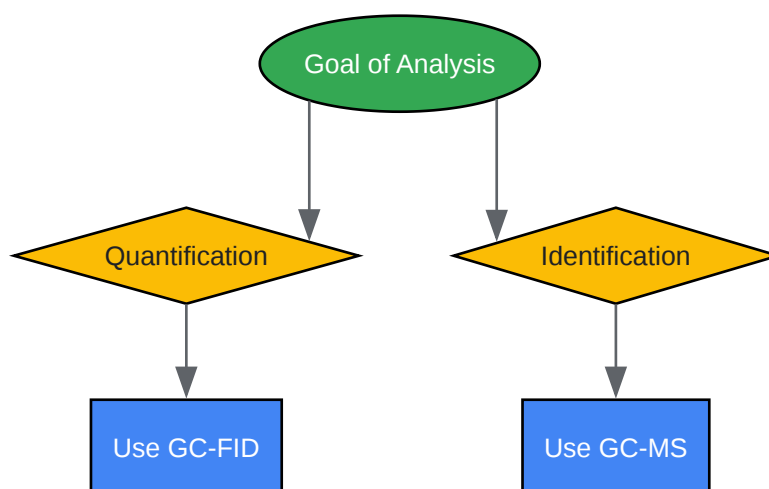 Goal of Analysis
Quantification
Identification
Use GC-FID
Use GC-MS